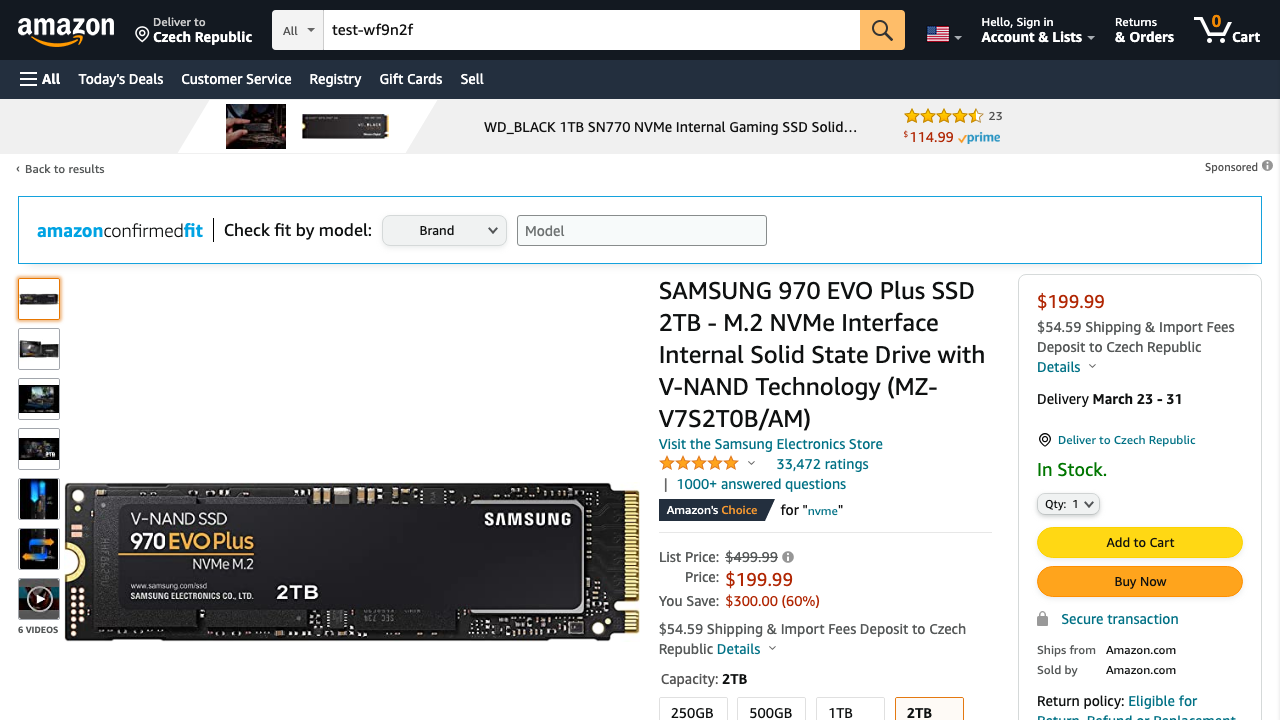 amazon
Deliver to
Czech Republic
All
test-wf9n2f
Hello, Sign in
Account & Lists
Returns
& Orders
0
Cart
All
Today's Deals
Customer Service
Registry
Gift Cards
Sell
WD_BLACK 1TB SN770 NVMe Internal Gaming SSD Solid…
23
$114.99 prime
‹ Back to results
Sponsored
amazonconfirmedfit
Check fit by model:
Brand
Model
6 VIDEOS
V-NAND SSD
970 EVO Plus
NVMe M.2
www.samsung.com/ssd
SAMSUNG ELECTRONICS CO., LTD.
2TB
SAMSUNG
SAMSUNG 970 EVO Plus SSD
2TB - M.2 NVMe Interface
Internal Solid State Drive with
V-NAND Technology (MZ-
V7S2T0B/AM)
Visit the Samsung Electronics Store
33,472 ratings
| 1000+ answered questions
Amazon's Choice for "nvme"
List Price: $499.99
Price: $199.99
You Save: $300.00 (60%)
$54.59 Shipping & Import Fees Deposit to Czech
Republic Details
Capacity: 2TB
250GB
500GB
1TB
2TB
$199.99
$54.59 Shipping & Import Fees
Deposit to Czech Republic
Details
Delivery March 23 - 31
Deliver to Czech Republic
In Stock.
Qty: 1
Add to Cart
Buy Now
Secure transaction
Ships from Amazon.com
Sold by Amazon.com
Return policy: Eligible for
Return, Refund or Replacement